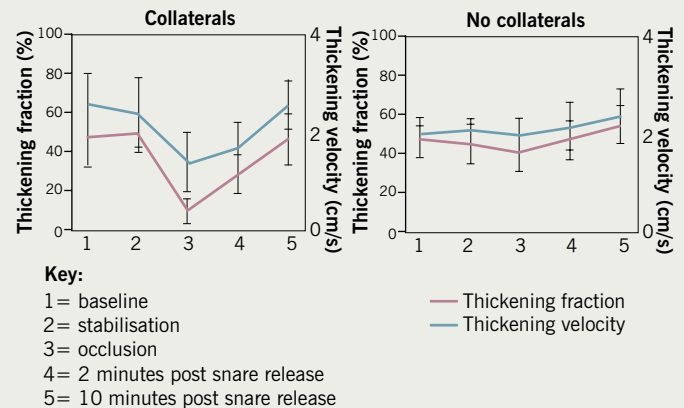 Collaterals
Thickening fraction (%)
100
80
60
40
20
0
1 2 3 4 5
4
2
0
Thickening velocity (cm/s)
No collaterals
Thickening fraction (%)
100
80
60
40
20
0
1 2 3 4 5
4
2
0
Thickening velocity (cm/s)
Key:
1= baseline
2= stabilisation
3= occlusion
4= 2 minutes post snare release
5= 10 minutes post snare release
Thickening fraction
Thickening velocity